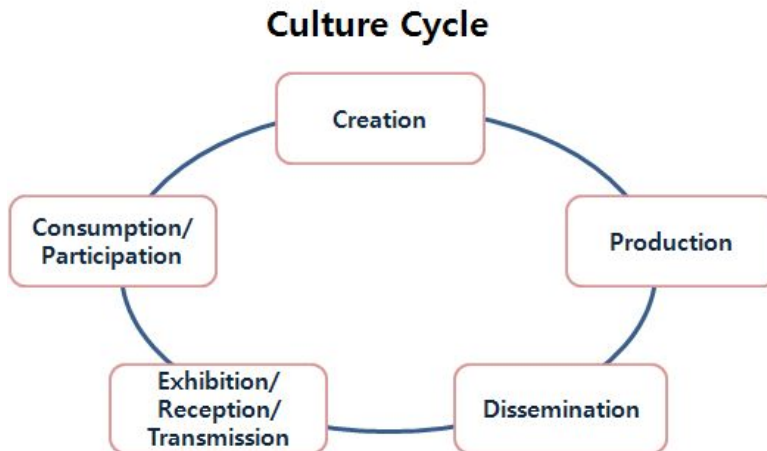 Culture Cycle
Creation
Production
Dissemination
Exhibition/
Reception/
Transmission
Consumption/
Participation